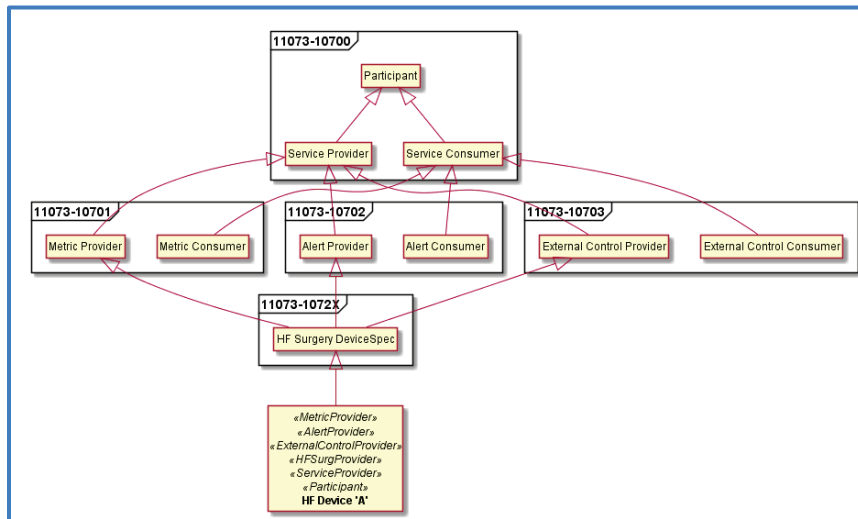 11073-10700
Participant
Service Provider
Service Consumer
11073-10701
11073-10702
11073-10703
Metric Provider
Metric Consumer
Alert Provider
Alert Consumer
External Control Provider
External Control Consumer
11073-1072X
HF Surgery DeviceSpec
«MetricProvider»
«AlertProvider»
«ExternalControlProvider»
«HFSurgProvider»
«ServiceProvider»
«Participant»
HF Device 'A'